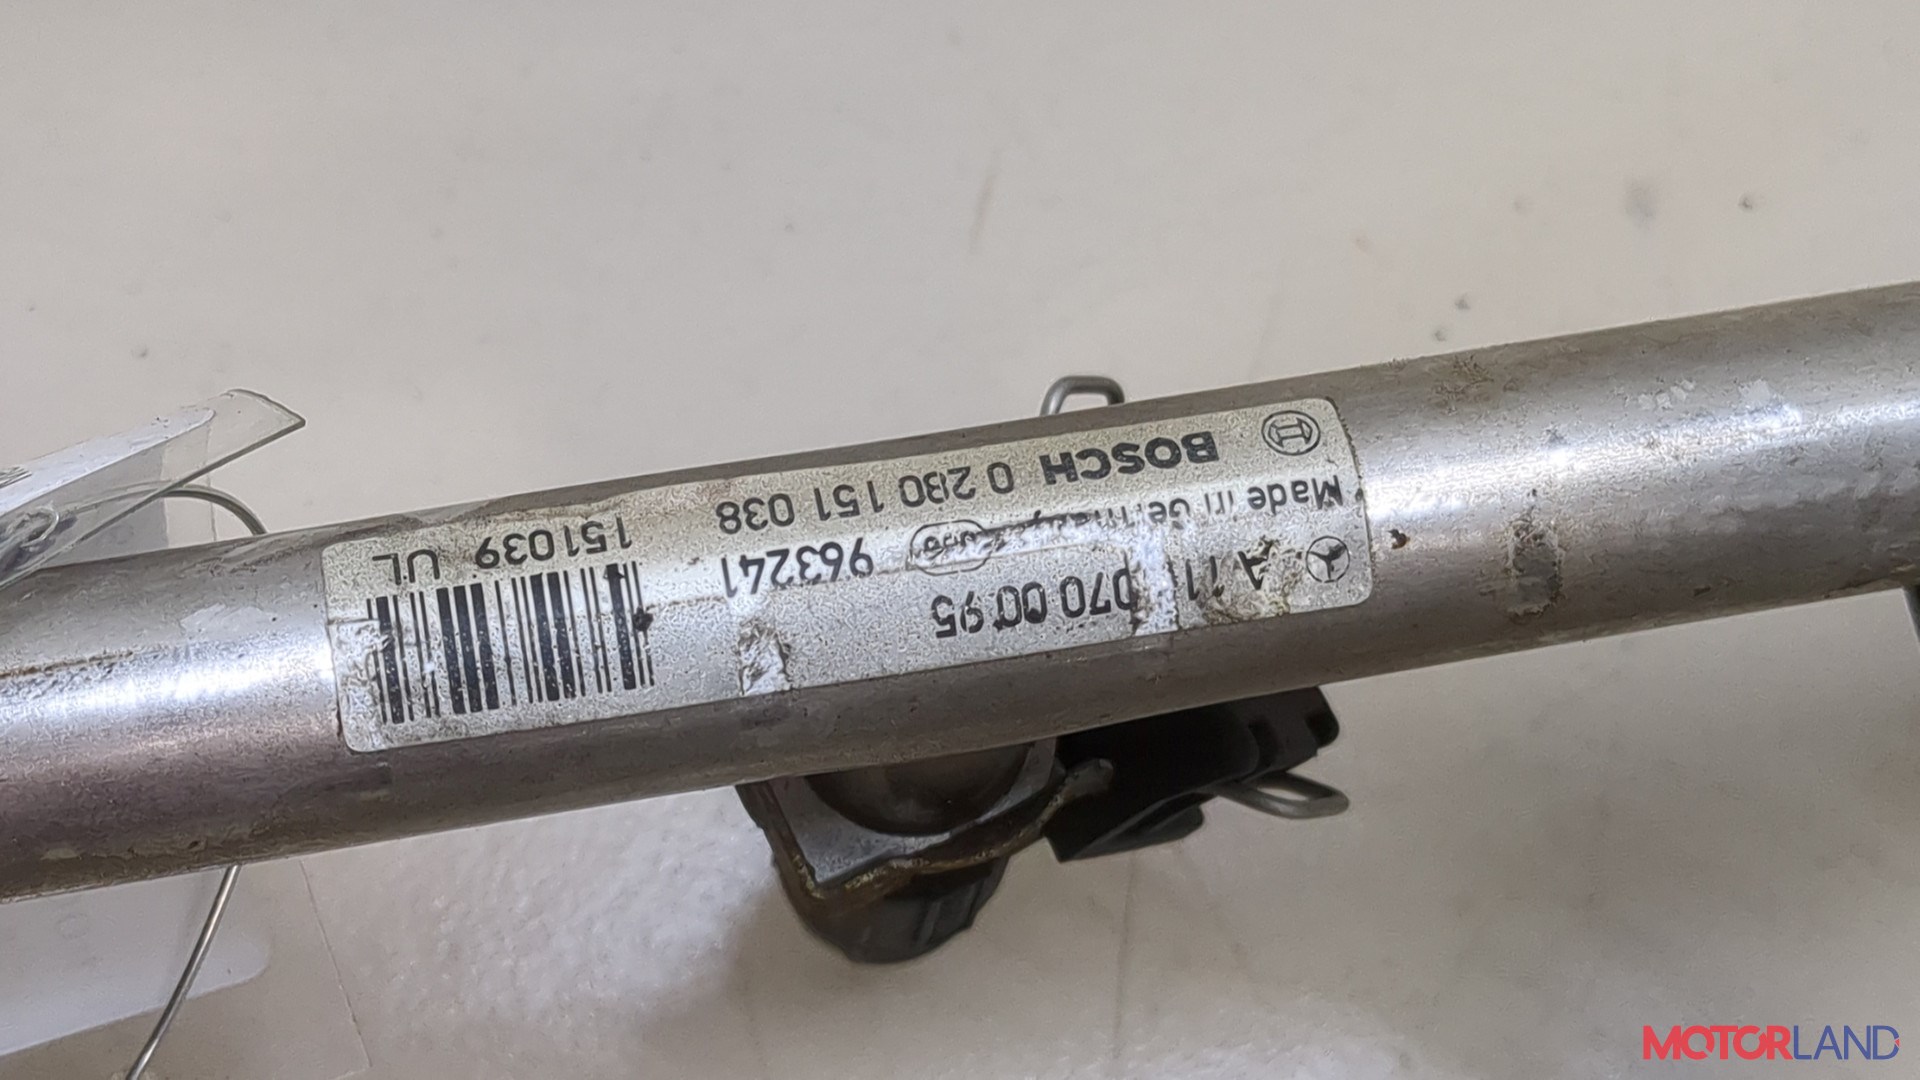 BOSCH 0 280 151 038 151039 UL
Made in Germany 963241
A 11 070 00 95
MOTORLAND